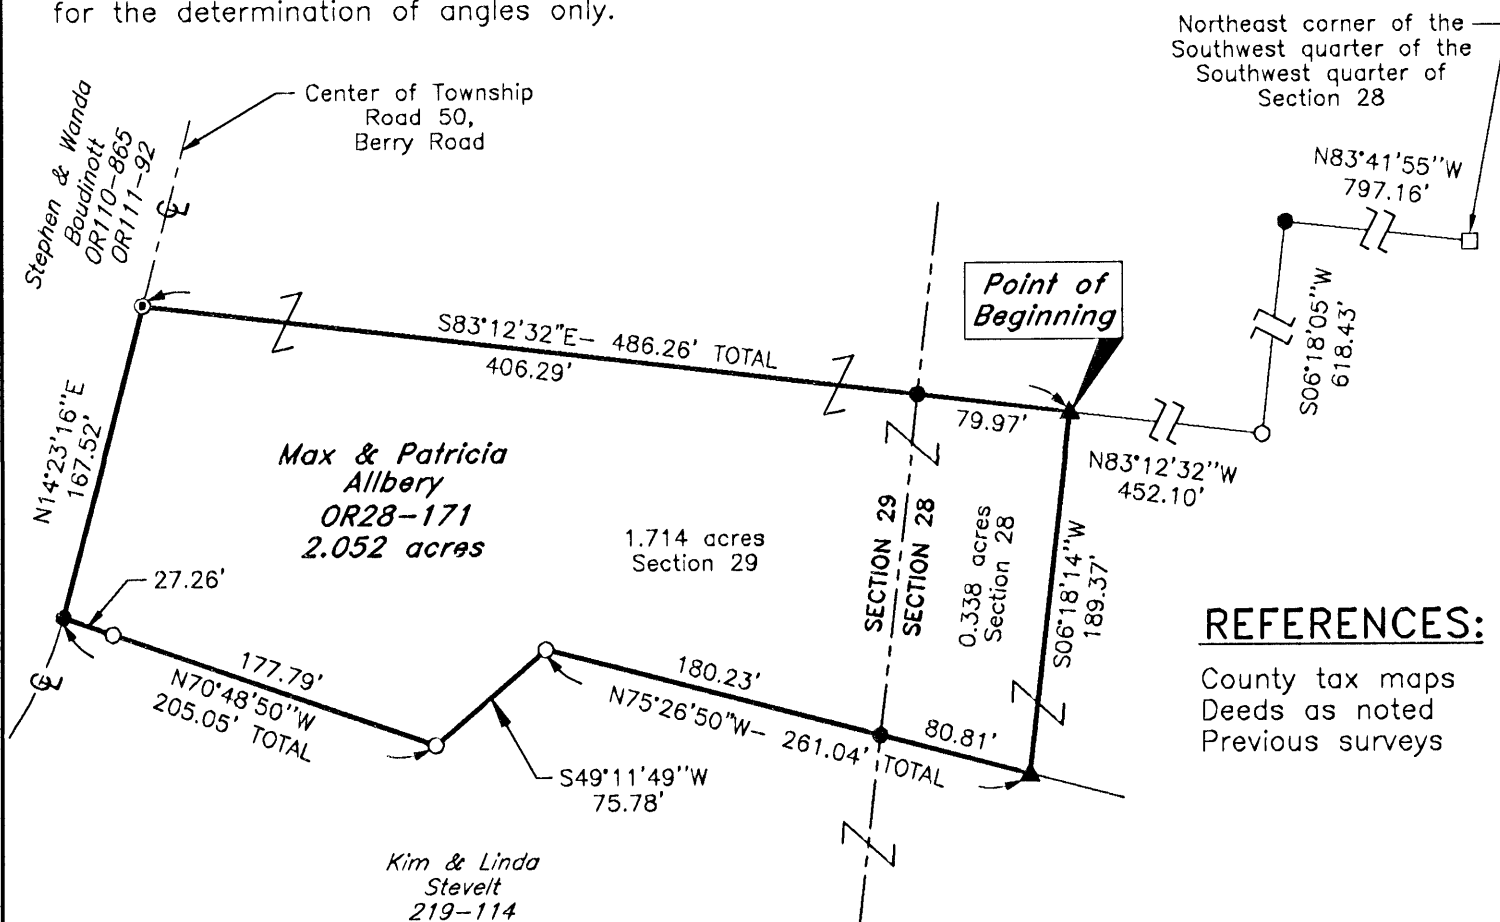 for the determination of angles only.
Northeast corner of the
Southwest quarter of the
Southwest quarter of
Section 28
Center of Township
Road 50,
Berry Road
Stephen & Wanda
Boudinott
OR110-865
OR111-92
N83°41'55"W
797.16'
S06°18'05"W
618.43'
Point of
Beginning
S83°12'32"E- 486.26' TOTAL
406.29'
79.97'
N83°12'32"W
452.10'
N14°23'16"E
167.52'
Max & Patricia
Allbery
OR28-171
2.052 acres
1.714 acres
Section 29
SECTION 29
SECTION 28
0.338 acres
Section 28
S06°18'14"W
189.37'
27.26'
177.79'
N70°48'50"W
205.05' TOTAL
180.23'
N75°26'50"W- 261.04' TOTAL
80.81'
S49°11'49"W
75.78'
REFERENCES:
County tax maps
Deeds as noted
Previous surveys
Kim & Linda
Stevelt
219-114